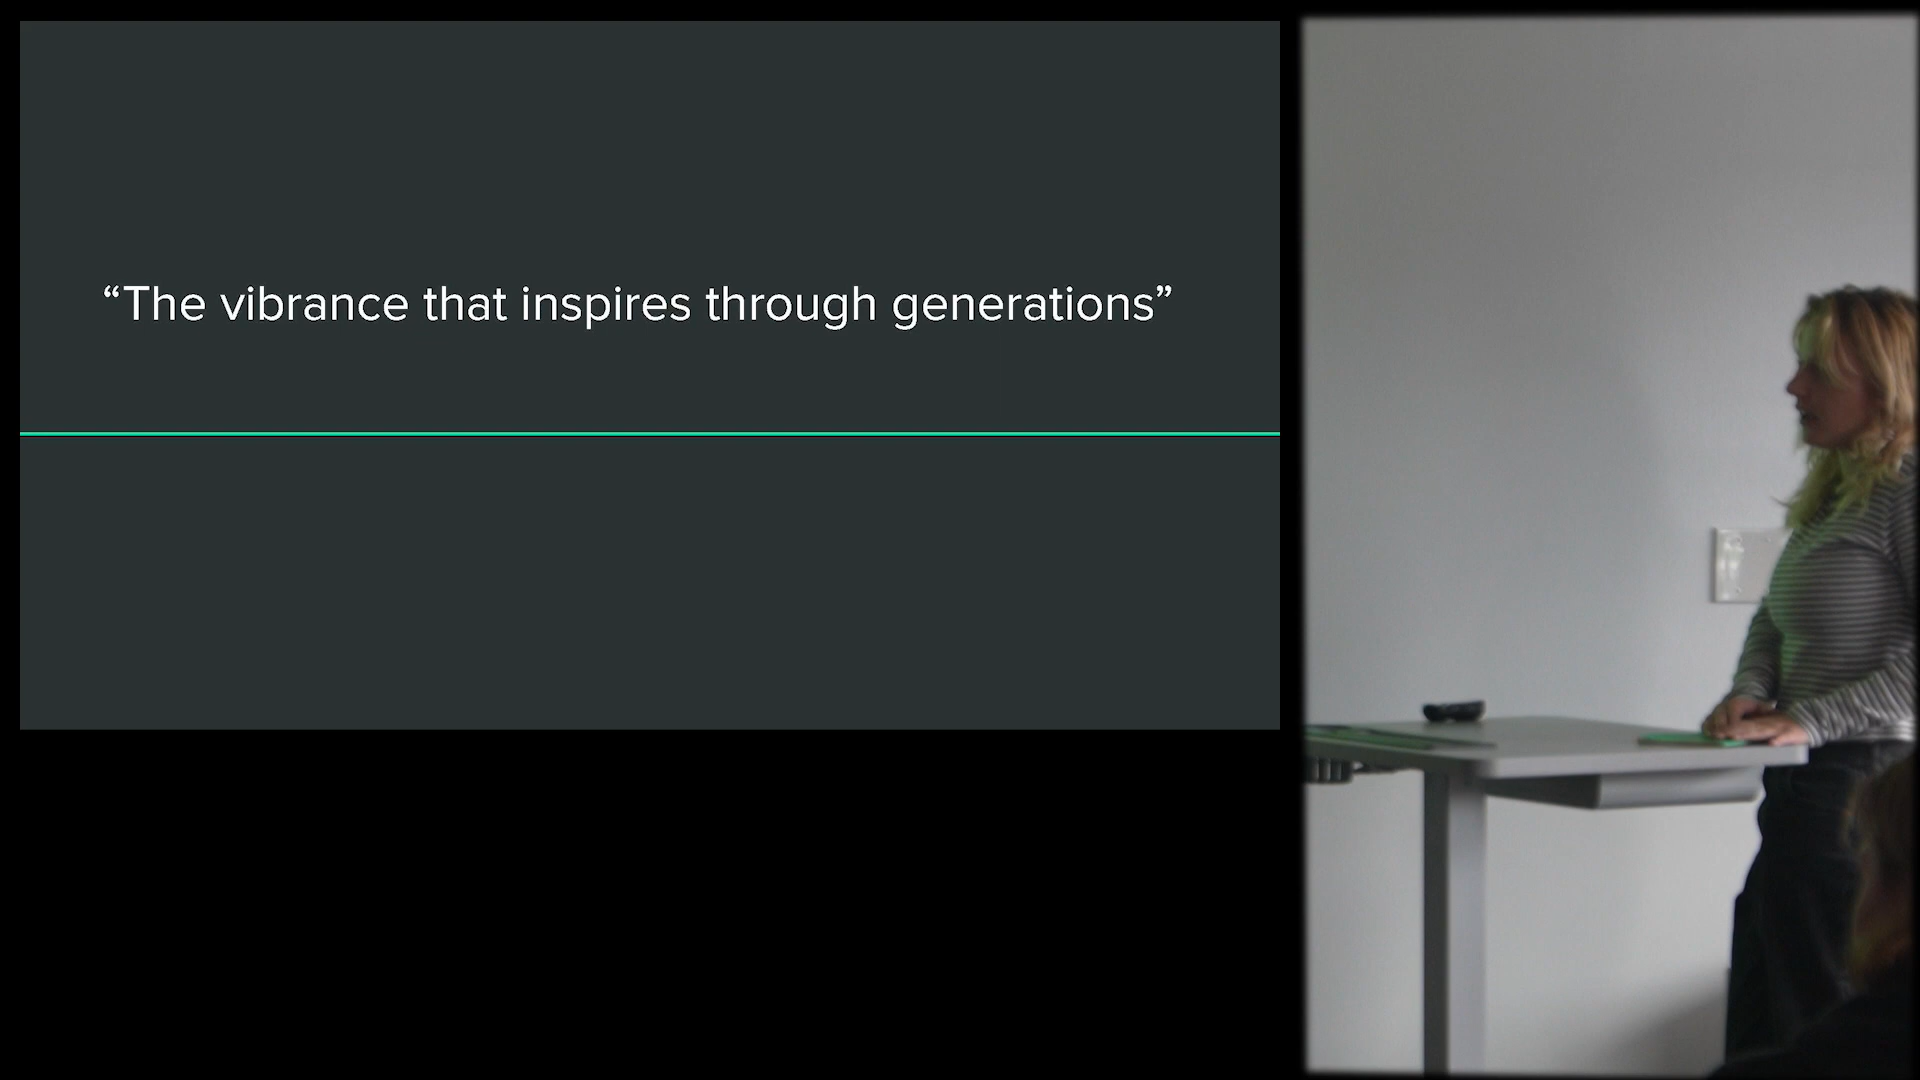 “The vibrance that inspires through generations”